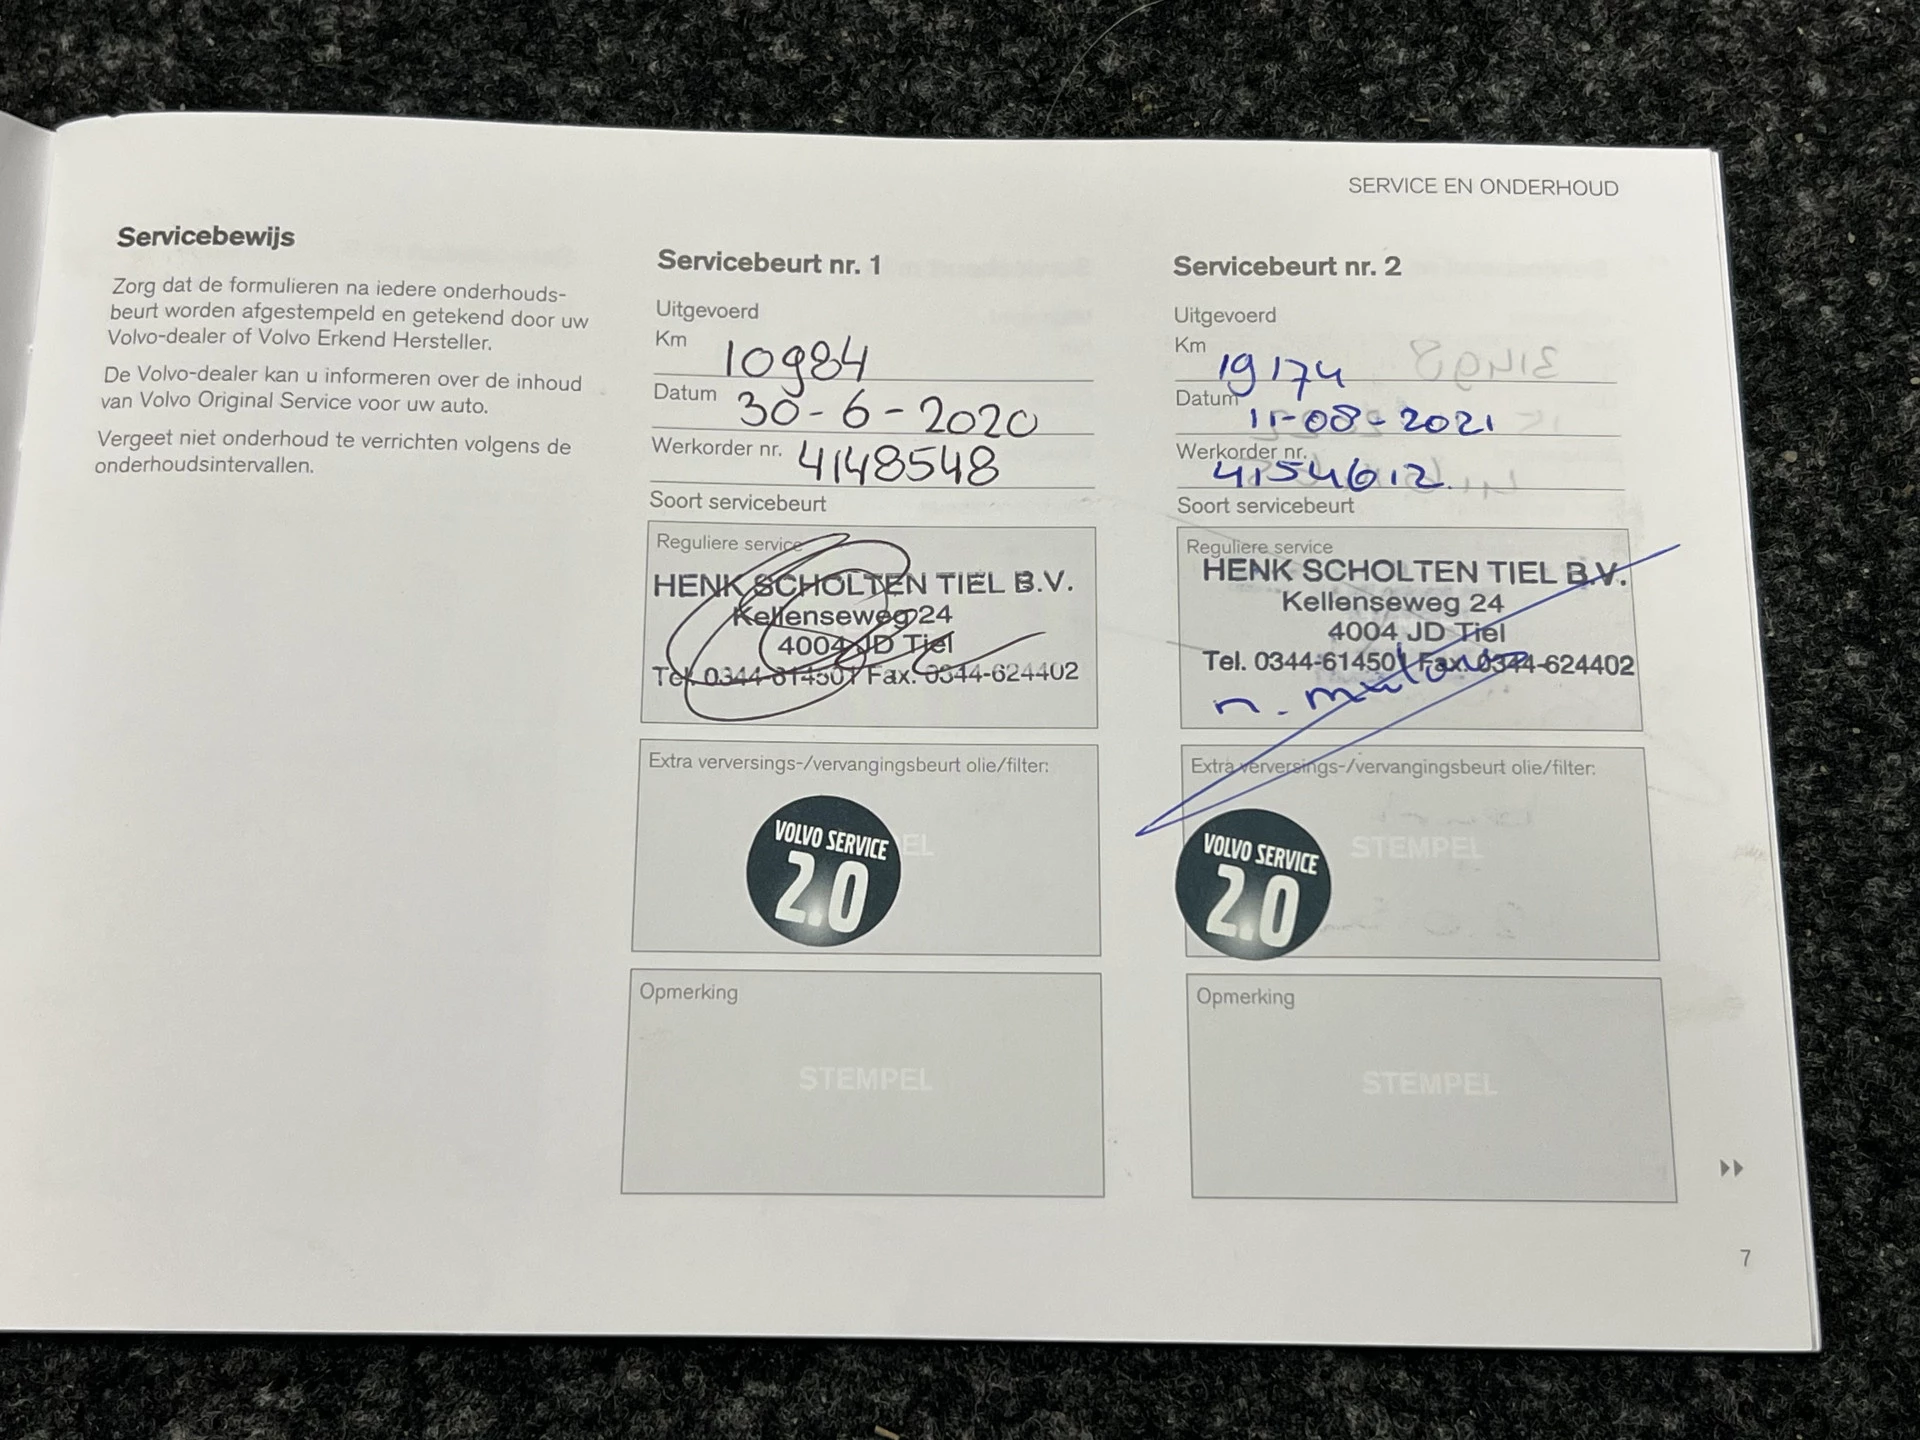 SERVICE EN ONDERHOUD
Servicebewijs
Zorg dat de formulieren na iedere onderhouds-
beurt worden afgestempeld en getekend door uw
Volvo-dealer of Volvo Erkend Hersteller.
De Volvo-dealer kan u informeren over de inhoud
van Volvo Original Service voor uw auto.
Vergeet niet onderhoud te verrichten volgens de
onderhoudsintervallen.
Servicebeurt nr. 1
Uitgevoerd
Km 10984
Datum 30-6-2020
Werkorder nr. 4148548
Soort servicebeurt
Reguliere service
HENK SCHOLTEN TIEL B.V.
Kellenseweg 24
4004 JD Tiel
Tel. 0344-614501 Fax. 0344-624402
Extra verversings-/vervangingsbeurt olie/filter:
VOLVO SERVICE
2.0
Opmerking
STEMPEL
Servicebeurt nr. 2
Uitgevoerd
Km 19174
Datum 11-08-2021
Werkorder nr. 4154612
Soort servicebeurt
Reguliere service
HENK SCHOLTEN TIEL B.V.
Kellenseweg 24
4004 JD Tiel
Tel. 0344-614501 Fax. 0344-624402
Extra verversings-/vervangingsbeurt olie/filter:
STEMPEL
VOLVO SERVICE
2.0
Opmerking
STEMPEL
7